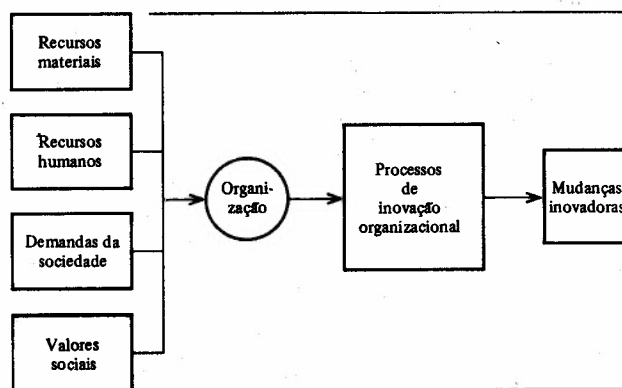 Recursos
materiais
Recursos
humanos
Demandas da
sociedade
Valores
sociais
Organi-
zação
Processos
de
inovação
organizacional
Mudanças
inovadoras